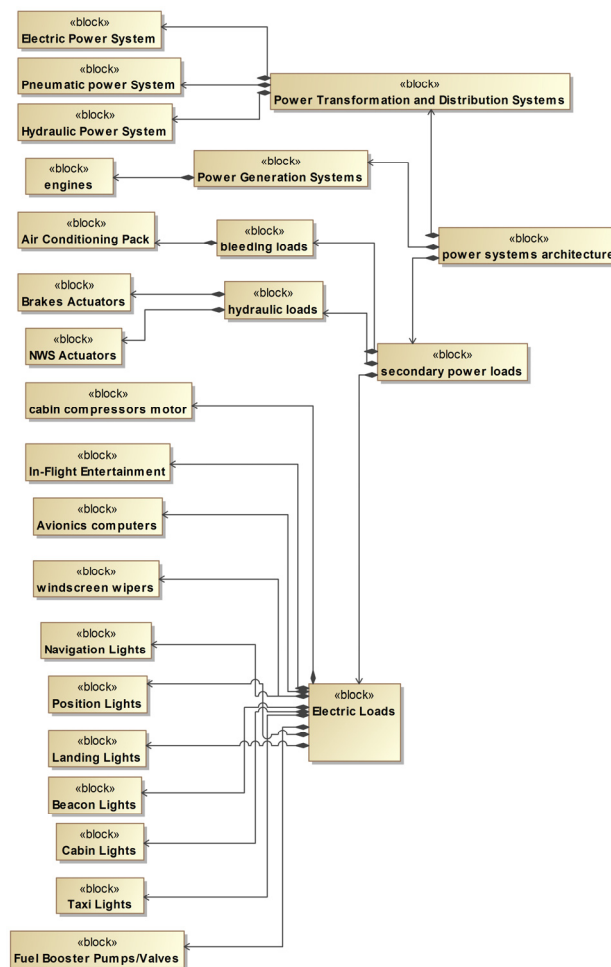 «block»
Electric Power System
«block»
Pneumatic power System
«block»
Power Transformation and Distribution Systems
«block»
Hydraulic Power System
«block»
engines
«block»
Power Generation Systems
«block»
Air Conditioning Pack
«block»
bleeding loads
«block»
power systems architecture
«block»
Brakes Actuators
«block»
hydraulic loads
«block»
NWS Actuators
«block»
secondary power loads
«block»
cabin compressors motor
«block»
In-Flight Entertainment
«block»
Avionics computers
«block»
windscreen wipers
«block»
Navigation Lights
«block»
Position Lights
«block»
Electric Loads
«block»
Landing Lights
«block»
Beacon Lights
«block»
Cabin Lights
«block»
Taxi Lights
«block»
Fuel Booster Pumps/Valves